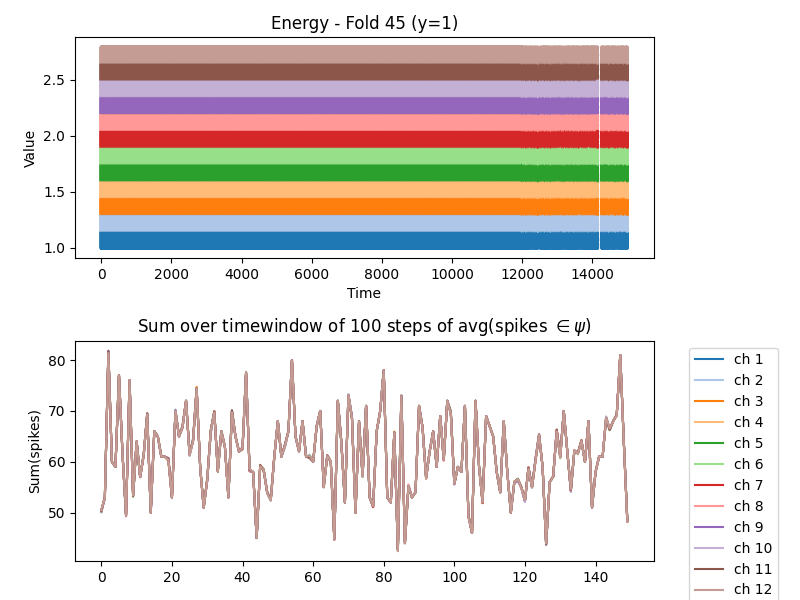 Energy - Fold 45 (y=1)
2.5
2.0
1.5
1.0
Value
0 2000 4000 6000 8000 10000 12000 14000
Time
Sum over timewindow of 100 steps of avg(spikes ∈ ψ)
80
70
60
50
Sum(spikes)
0 20 40 60 80 100 120 140
ch 1
ch 2
ch 3
ch 4
ch 5
ch 6
ch 7
ch 8
ch 9
ch 10
ch 11
ch 12